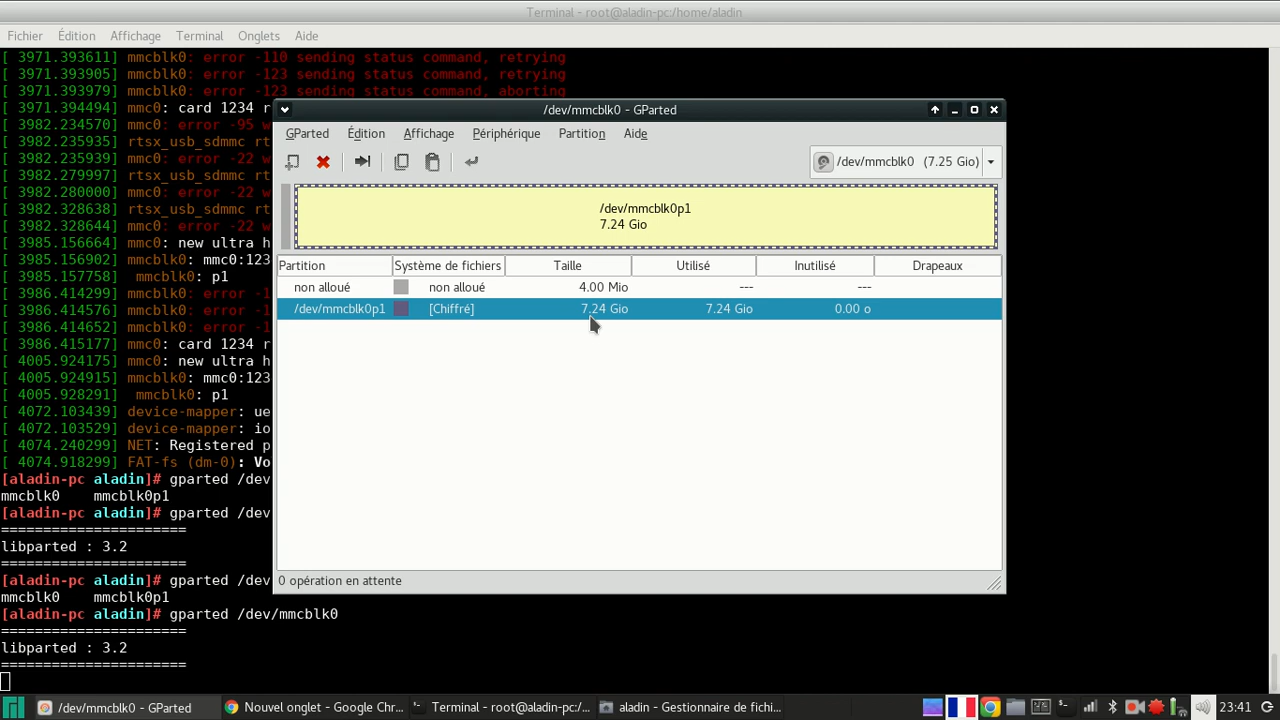 Terminal - root@aladin-pc:/home/aladin
Fichier Édition Affichage Terminal Onglets Aide
[ 3971.393611] mmcblk0: error -110 sending status command, retrying
[ 3971.393905] mmcblk0: error -123 sending status command, retrying
[ 3971.393979] mmcblk0: error -123 sending status command, aborting
[ 3971.394494] mmc0: card 1234 r
[ 3982.234570] mmc0: error -95 w
[ 3982.235935] rtsx_usb_sdmmc rt
[ 3982.235939] mmc0: error -22 w
[ 3982.279997] rtsx_usb_sdmmc rt
[ 3982.280000] mmc0: error -22 w
[ 3982.328638] rtsx_usb_sdmmc rt
[ 3982.328644] mmc0: error -22 w
[ 3985.156664] mmc0: new ultra h
[ 3985.156902] mmcblk0: mmc0:123
[ 3985.157758] mmcblk0: p1
[ 3986.414299] mmcblk0: error -1
[ 3986.414576] mmcblk0: error -1
[ 3986.414652] mmcblk0: error -1
[ 3986.415177] mmc0: card 1234 r
[ 4005.924175] mmc0: new ultra h
[ 4005.924915] mmcblk0: mmc0:123
[ 4005.928291] mmcblk0: p1
[ 4072.103439] device-mapper: ue
[ 4072.103529] device-mapper: io
[ 4074.240299] NET: Registered p
[ 4074.918299] FAT-fs (dm-0): Vo
[aladin-pc aladin]# gparted /dev
mmcblk0 mmcblk0p1
[aladin-pc aladin]# gparted /dev
======================
libparted : 3.2
======================
[aladin-pc aladin]# gparted /dev
mmcblk0 mmcblk0p1
[aladin-pc aladin]# gparted /dev/mmcblk0
======================
libparted : 3.2
======================
/dev/mmcblk0 - GParted
GParted Édition Affichage Périphérique Partition Aide
/dev/mmcblk0 (7.25 Gio)
/dev/mmcblk0p1
7.24 Gio
Partition Système de fichiers Taille Utilisé Inutilisé Drapeaux
non alloué non alloué 4.00 Mio --- ---
/dev/mmcblk0p1 [Chiffré] 7.24 Gio 7.24 Gio 0.00 o
0 opération en attente
/dev/mmcblk0 - GParted Nouvel onglet - Google Chr... Terminal - root@aladin-pc:/... aladin - Gestionnaire de fichi... 23:41